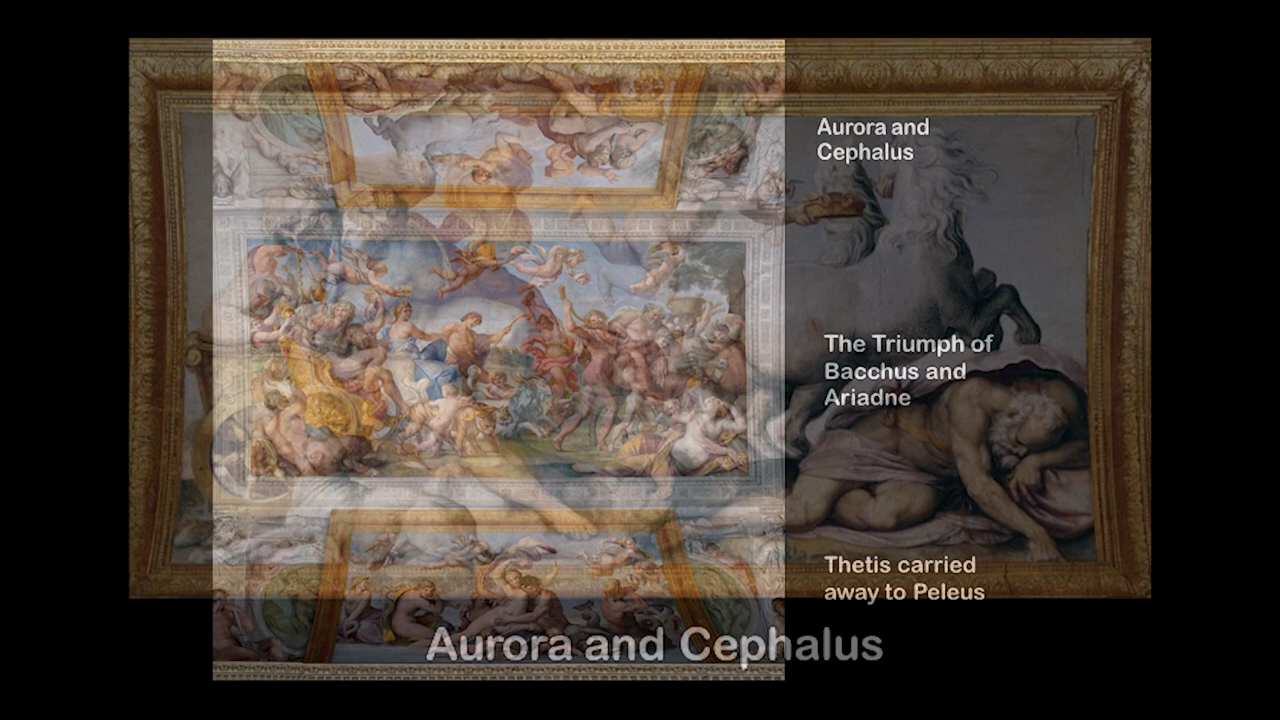 Aurora and
Cephalus
The Triumph of
Bacchus and
Ariadne
Thetis carried
away to Peleus
Aurora and Cephalus